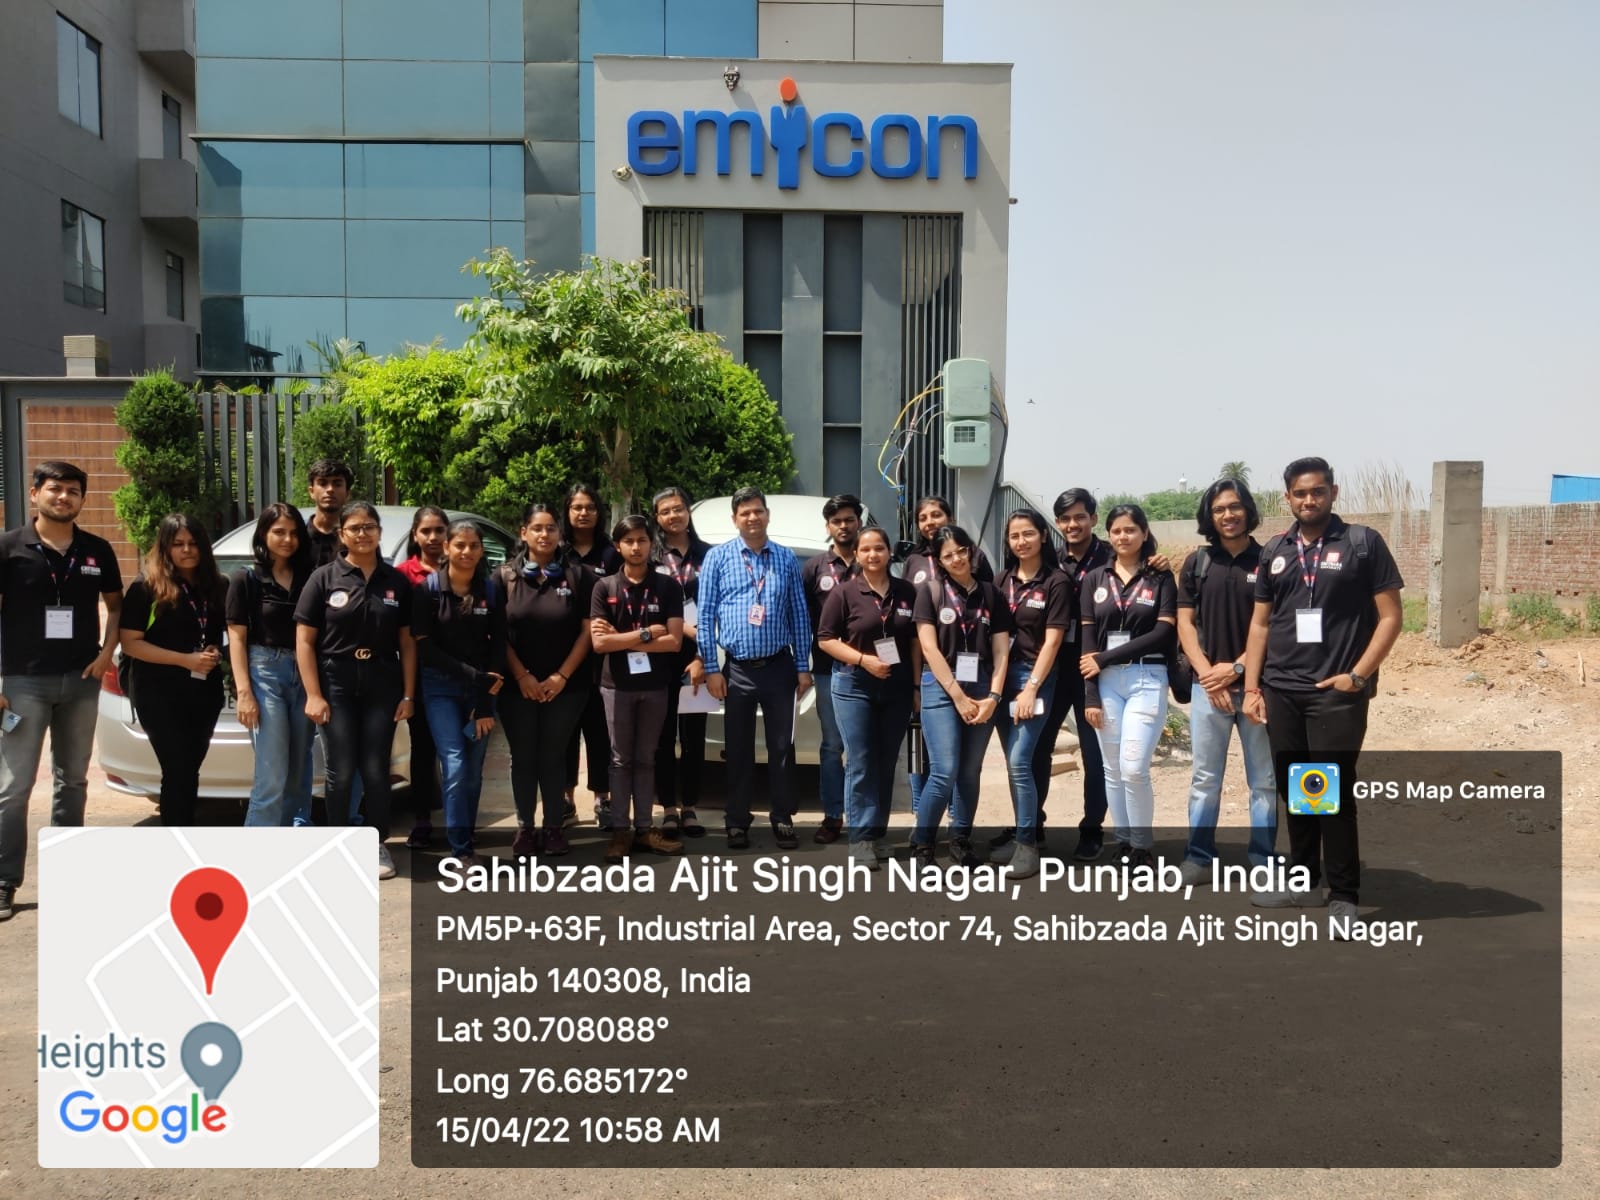 emicon
GPS Map Camera
Sahibzada Ajit Singh Nagar, Punjab, India
PM5P+63F, Industrial Area, Sector 74, Sahibzada Ajit Singh Nagar,
Punjab 140308, India
Lat 30.708088°
Long 76.685172°
15/04/22 10:58 AM
Heights
Google